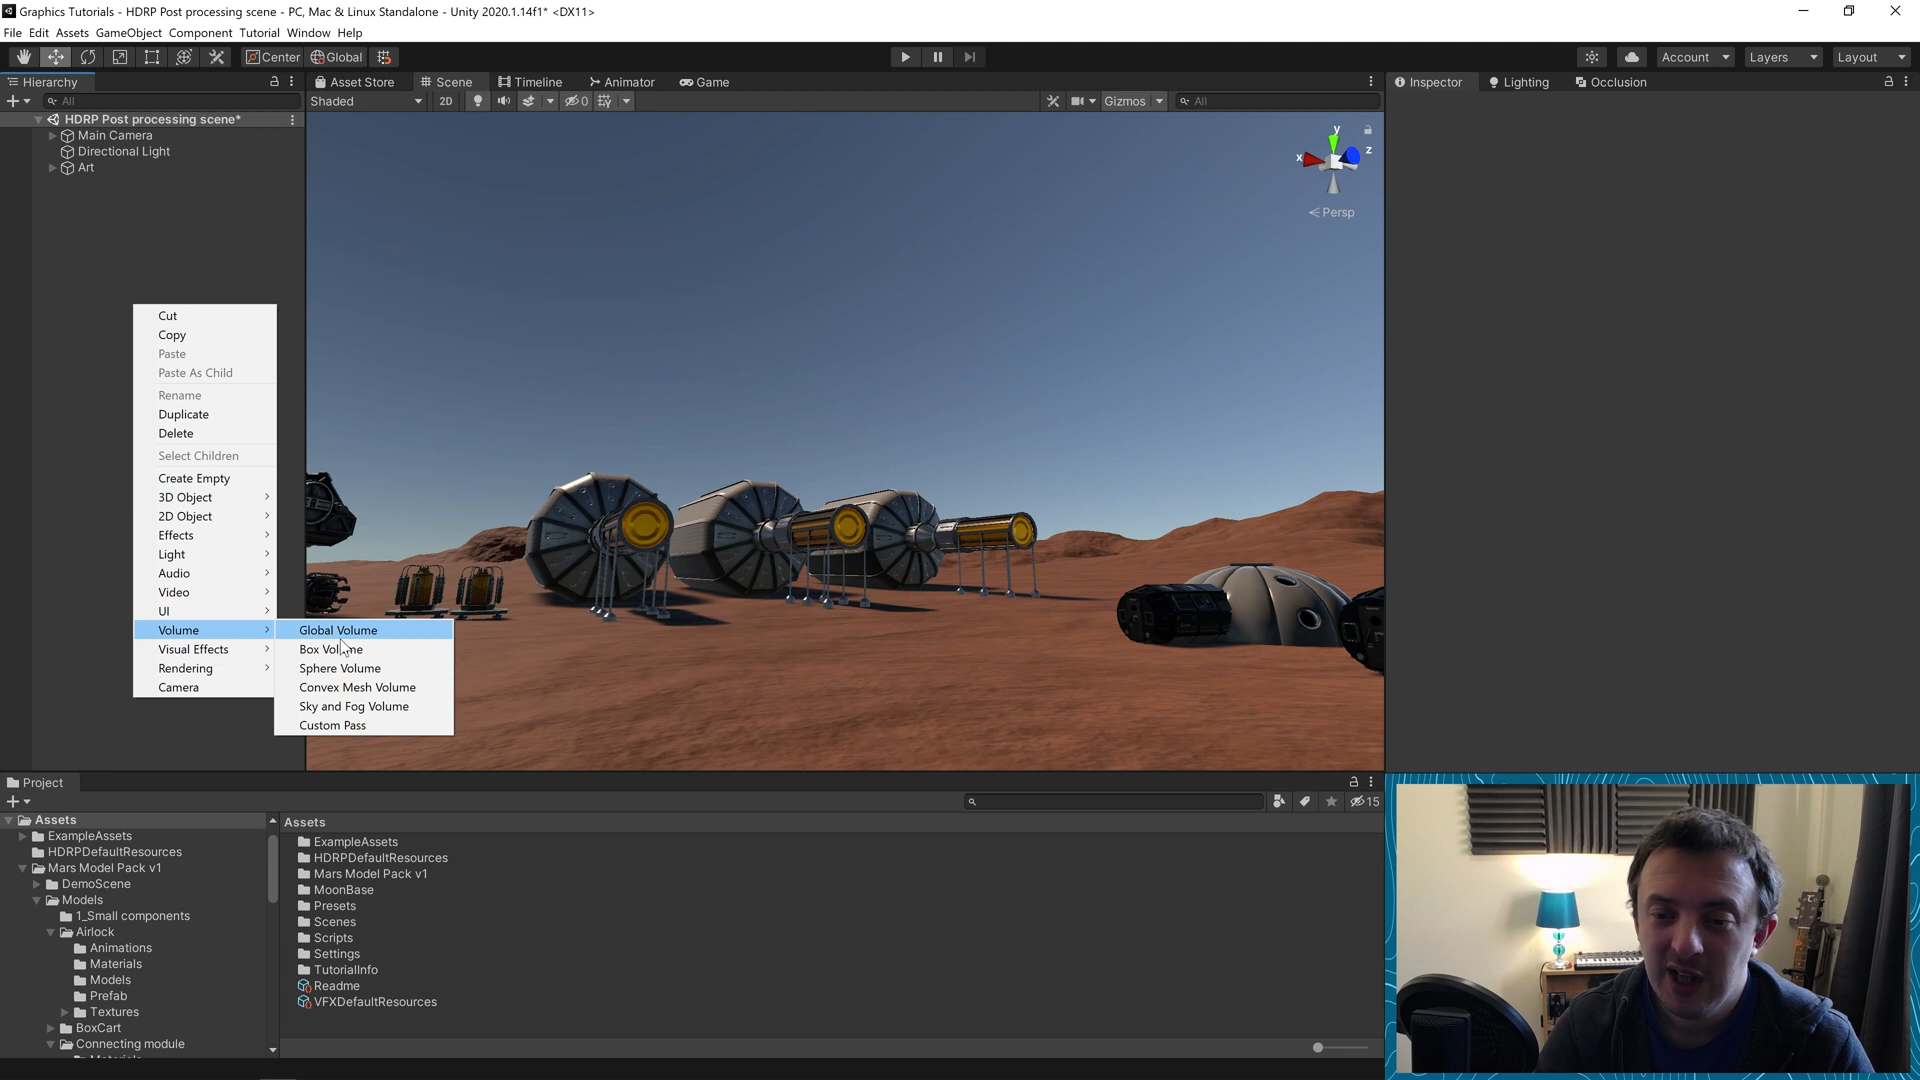 Graphics Tutorials - HDRP Post processing scene - PC, Mac & Linux Standalone - Unity 2020.1.14f1* <DX11>
File Edit Assets GameObject Component Tutorial Window Help
Center Global Account Layers Layout
Hierarchy Asset Store Scene Timeline Animator Game Inspector Lighting Occlusion
All Shaded 2D 0 Gizmos All
HDRP Post processing scene*
Main Camera
Directional Light
Art
y
x
z
Persp
Cut
Copy
Paste
Paste As Child
Rename
Duplicate
Delete
Select Children
Create Empty
3D Object
2D Object
Effects
Light
Audio
Video
UI
Volume
Visual Effects
Rendering
Camera
Global Volume
Box Volume
Sphere Volume
Convex Mesh Volume
Sky and Fog Volume
Custom Pass
Project
15
Assets
ExampleAssets
HDRPDefaultResources
Mars Model Pack v1
DemoScene
Models
1_Small components
Airlock
Animations
Materials
Models
Prefab
Textures
BoxCart
Connecting module
Materials
Assets
ExampleAssets
HDRPDefaultResources
Mars Model Pack v1
MoonBase
Presets
Scenes
Scripts
Settings
TutorialInfo
Readme
VFXDefaultResources